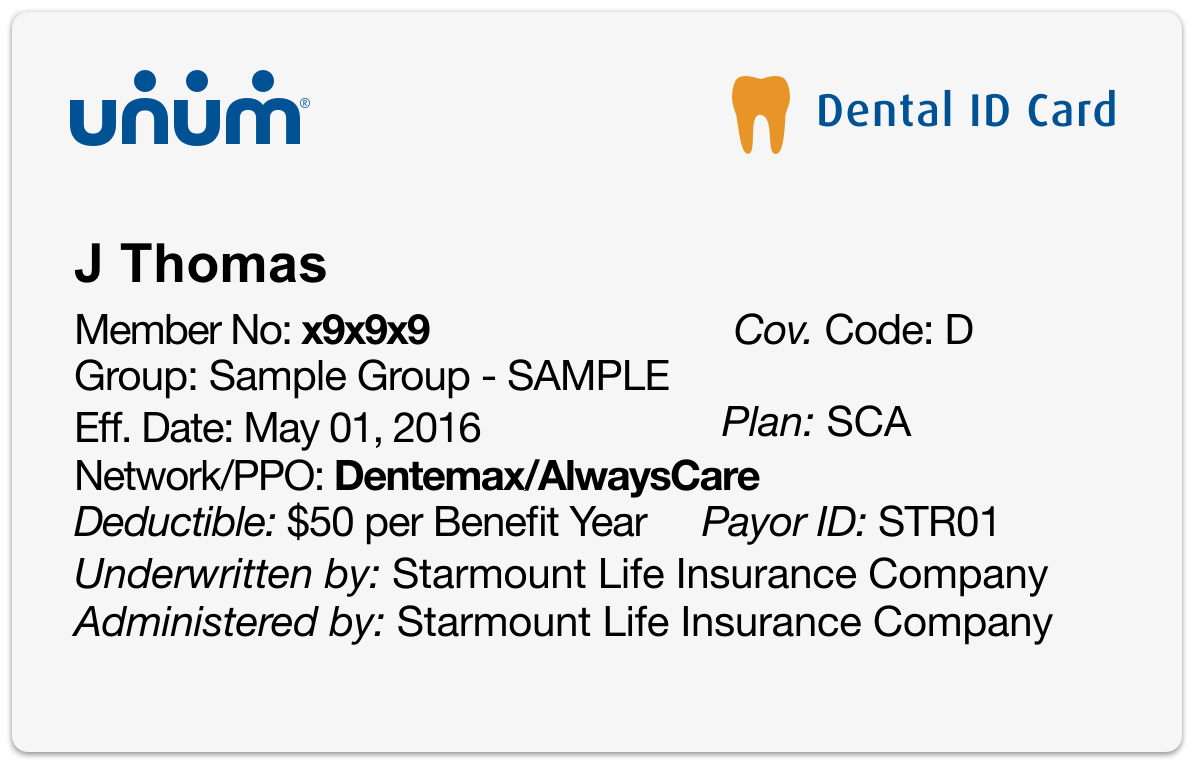 unum®
Dental ID Card
J Thomas
Member No: x9x9x9
Cov. Code: D
Group: Sample Group - SAMPLE
Eff. Date: May 01, 2016
Plan: SCA
Network/PPO: Dentemax/AlwaysCare
Deductible: $50 per Benefit Year
Payor ID: STR01
Underwritten by: Starmount Life Insurance Company
Administered by: Starmount Life Insurance Company